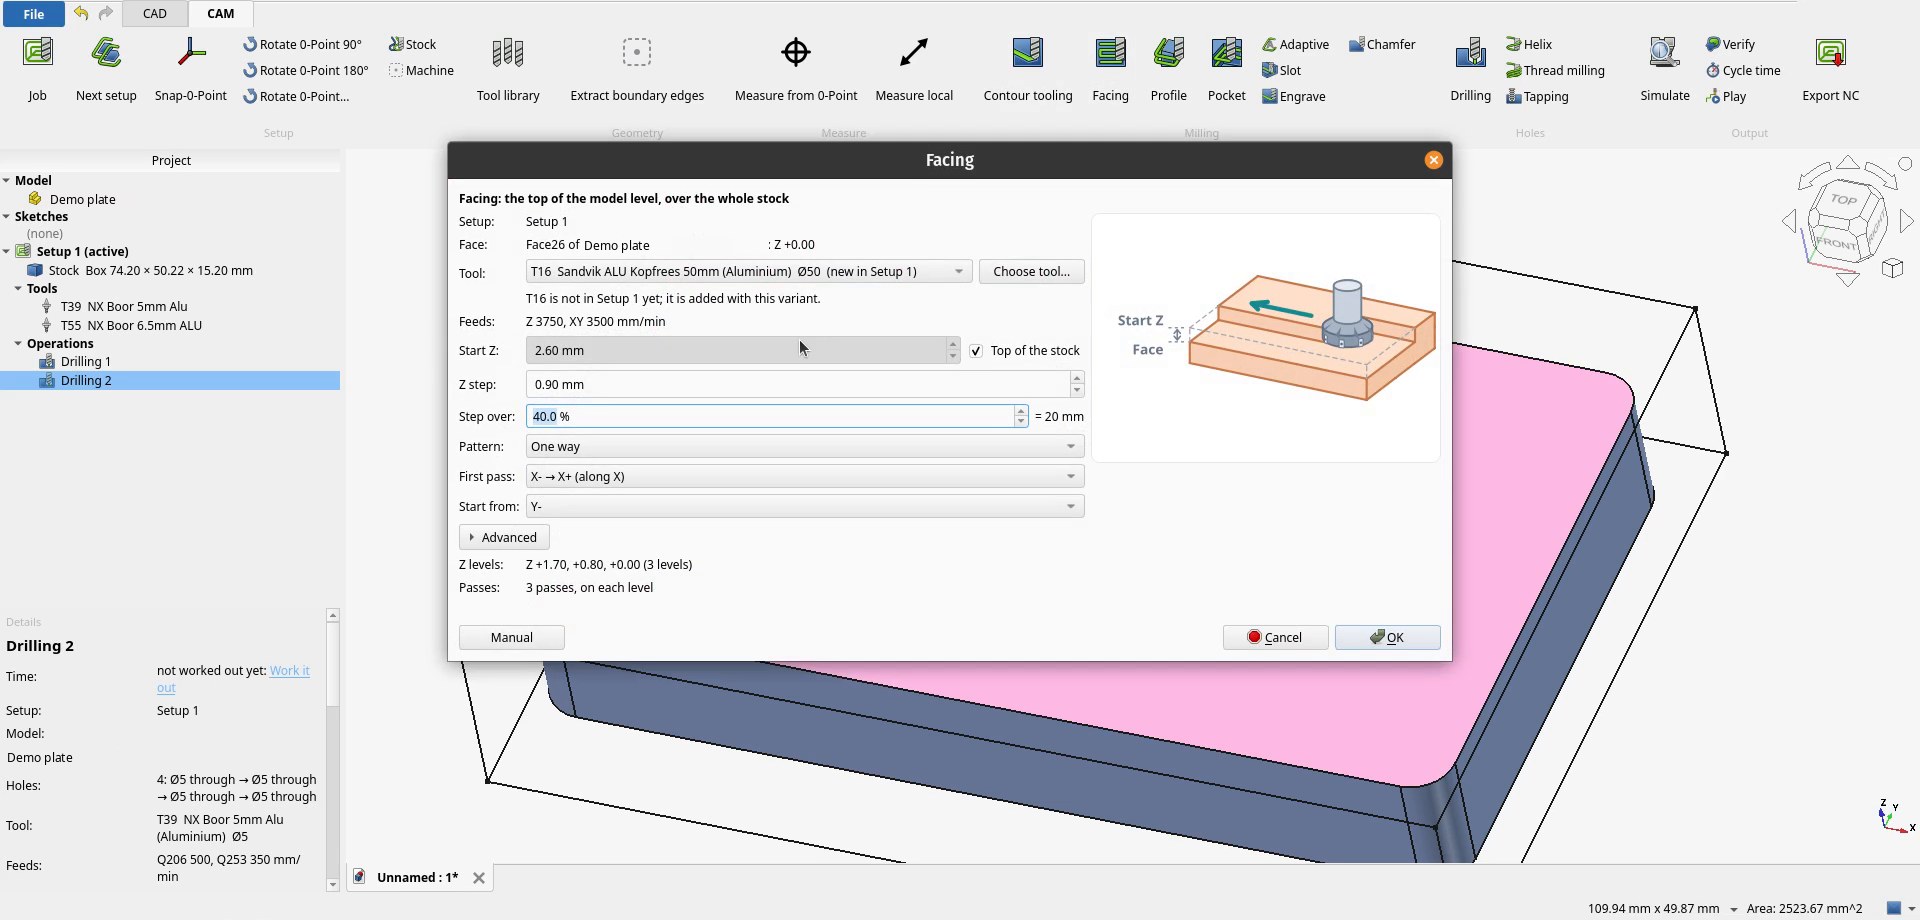 File
CAD
CAM
Job
Next setup
Snap-0-Point
Rotate 0-Point 90°
Rotate 0-Point 180°
Rotate 0-Point...
Stock
Machine
Tool library
Extract boundary edges
Measure from 0-Point
Measure local
Contour tooling
Facing
Profile
Pocket
Adaptive
Slot
Engrave
Chamfer
Drilling
Helix
Thread milling
Tapping
Simulate
Verify
Cycle time
Play
Export NC
Setup
Geometry
Measure
Milling
Holes
Output
Project
Model
Demo plate
Sketches
(none)
Setup 1 (active)
Stock Box 74.20 × 50.22 × 15.20 mm
Tools
T39 NX Boor 5mm Alu
T55 NX Boor 6.5mm ALU
Operations
Drilling 1
Drilling 2
Details
Drilling 2
Time: not worked out yet: Work it
out
Setup: Setup 1
Model:
Demo plate
Holes: 4: Ø5 through → Ø5 through
→ Ø5 through → Ø5 through
Tool: T39 NX Boor 5mm Alu
(Aluminium) Ø5
Feeds: Q206 500, Q253 350 mm/
min
Facing
Facing: the top of the model level, over the whole stock
Setup: Setup 1
Face: Face26 of Demo plate : Z +0.00
Tool: T16 Sandvik ALU Kopfrees 50mm (Aluminium) Ø50 (new in Setup 1) Choose tool...
T16 is not in Setup 1 yet; it is added with this variant.
Feeds: Z 3750, XY 3500 mm/min
Start Z: 2.60 mm Top of the stock
Z step: 0.90 mm
Step over: 40.0 % = 20 mm
Pattern: One way
First pass: X- → X+ (along X)
Start from: Y-
Advanced
Z levels: Z +1.70, +0.80, +0.00 (3 levels)
Passes: 3 passes, on each level
Manual
Cancel
OK
Start Z
Face
TOP
FRONT
RIGHT
Z
Y
X
Unnamed : 1*
109.94 mm x 49.87 mm
Area: 2523.67 mm^2